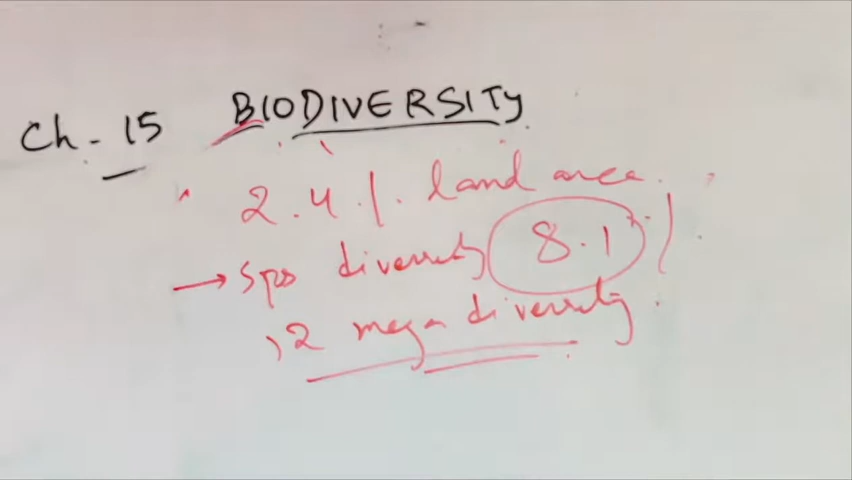 Ch - 15 BIODIVERSITY
2.4 % land area.
→ Sps diversity 8.1 %
12 mega diversity.